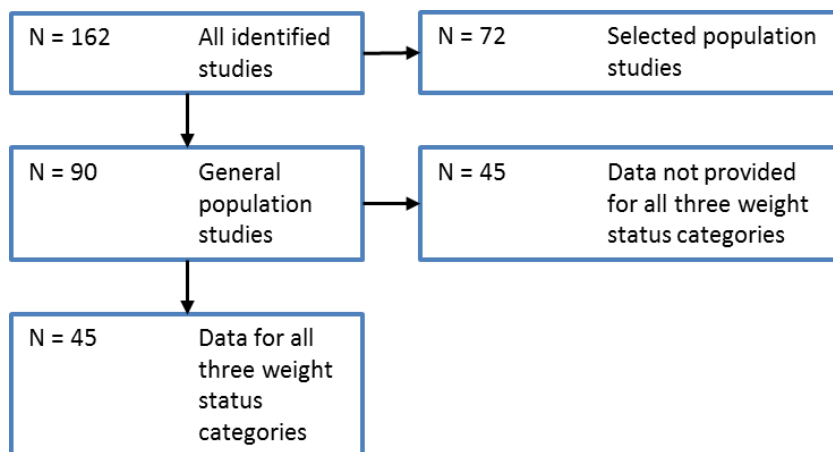 N = 162 All identified
studies
N = 72 Selected population
studies
N = 90 General
population
studies
N = 45 Data not provided
for all three weight
status categories
N = 45 Data for all
three weight
status
categories